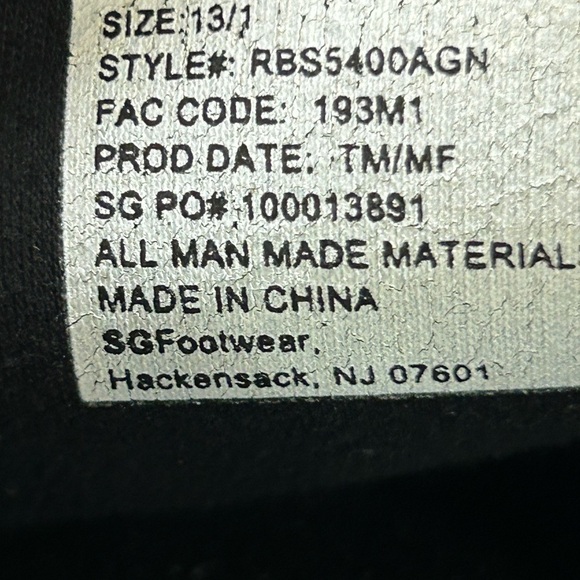 SIZE:13/1
STYLE#: RBS5400AGN
FAC CODE: 193M1
PROD DATE: TM/MF
SG PO# 100013891
ALL MAN MADE MATERIAL
MADE IN CHINA
SGFootwear,
Hackensack, NJ 07601